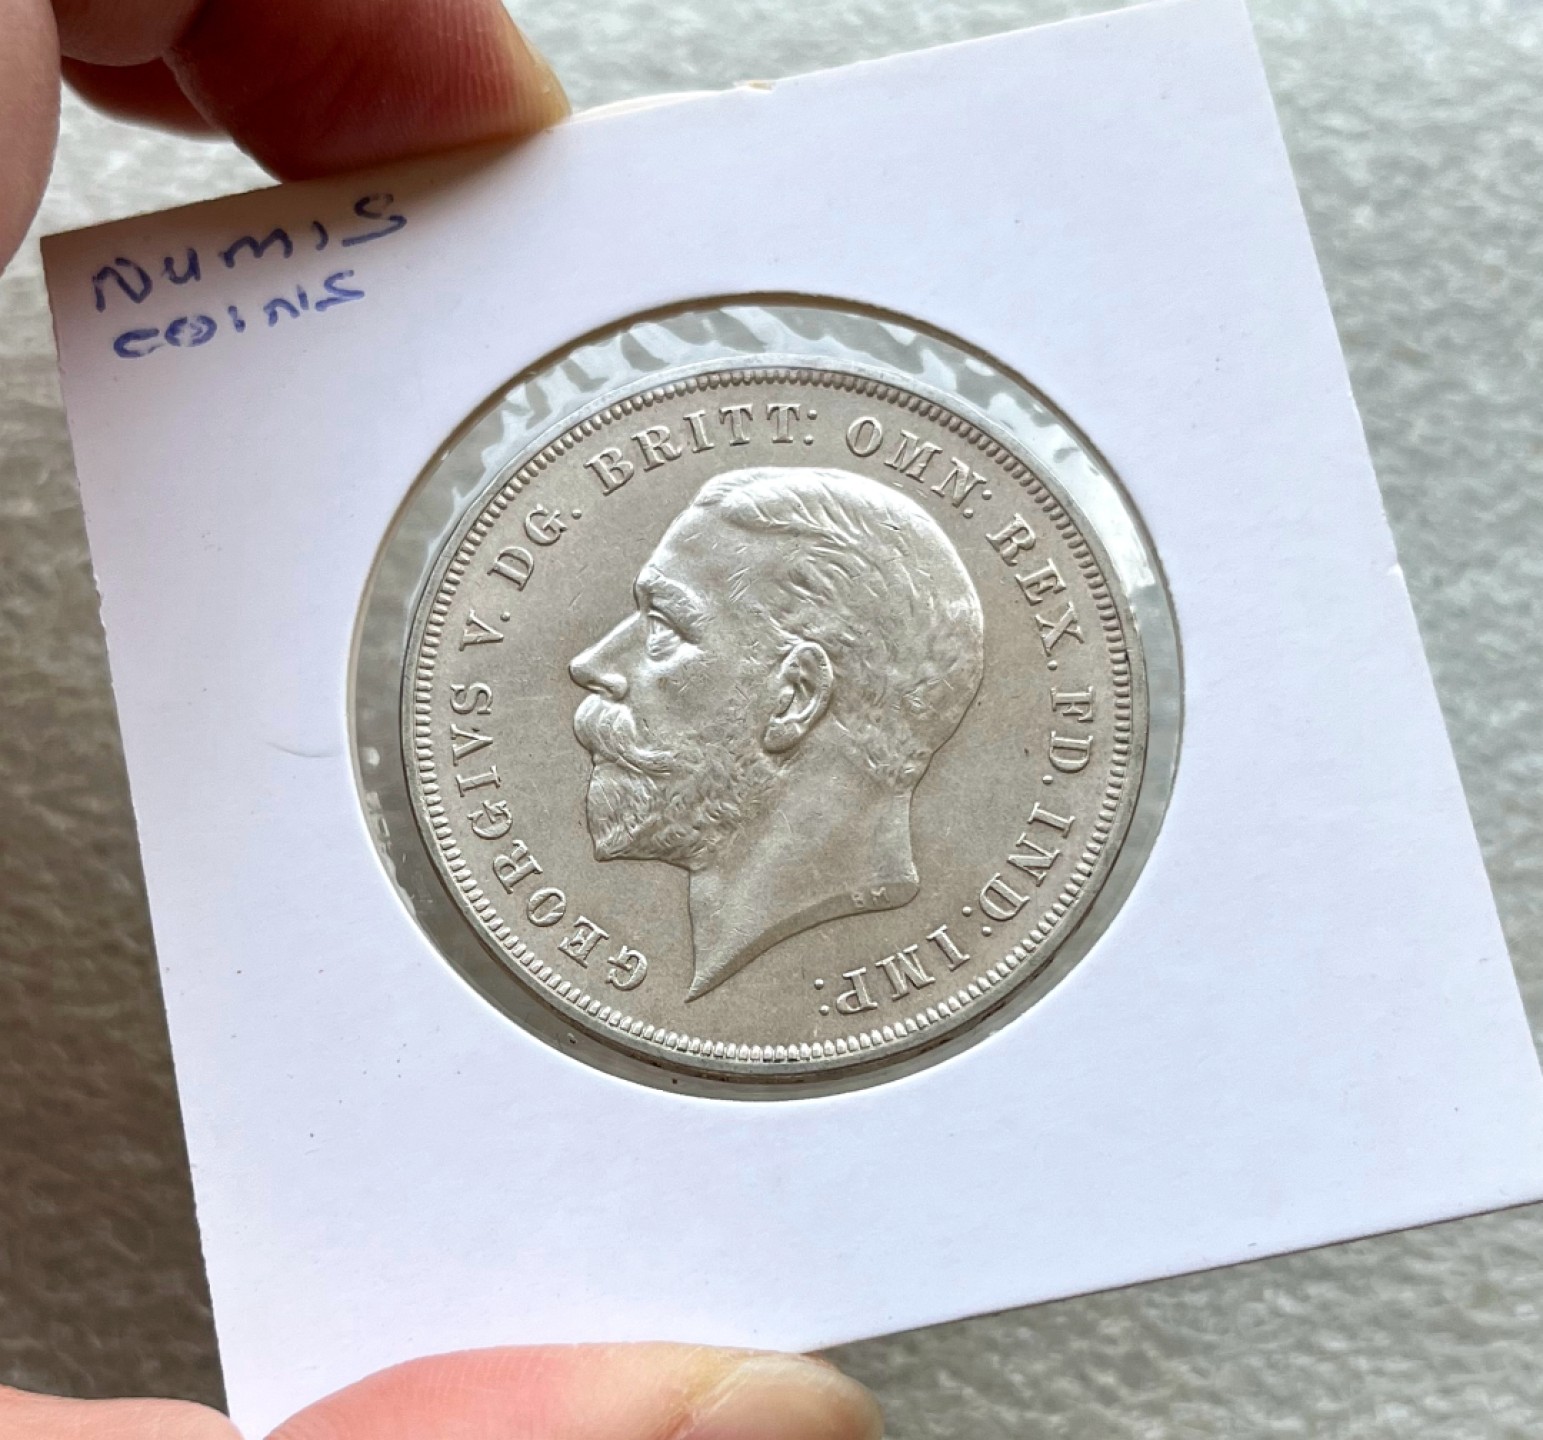 NUMIS
COINS
GEORGIVS V. DG. BRITT: OMN: REX. FD. IND: IMP:
BM